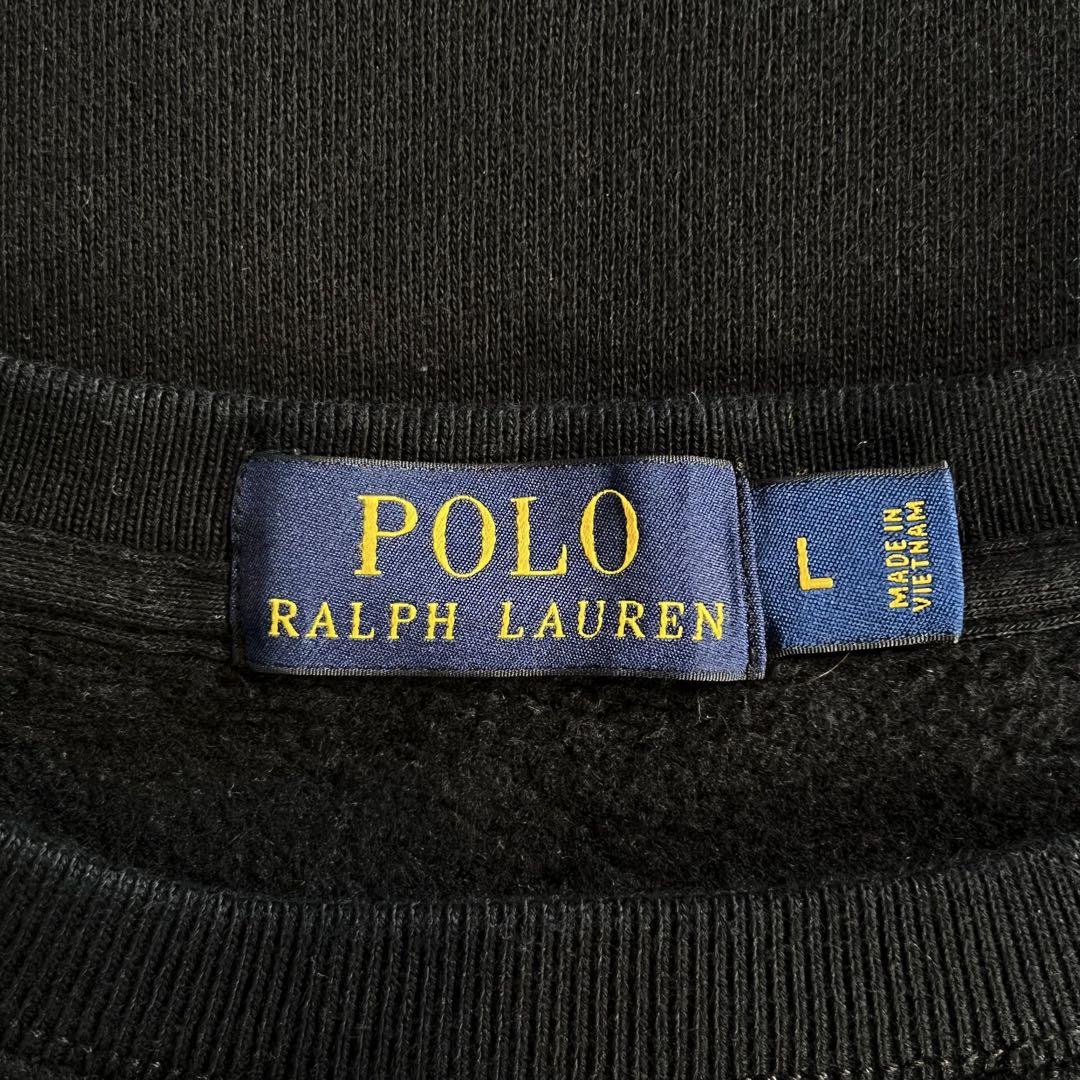 POLO
RALPH LAUREN
L
MADE IN
VIETNAM